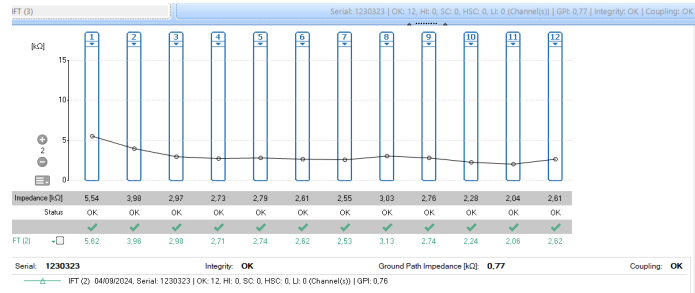 IFT (3)
Serial: 1230323 | OK: 12, HI: 0, SC: 0, HSC: 0, LI: 0 (Channel(s)) | GPI: 0,77 | Integrity: OK | Coupling: OK
1 2 3 4 5 6 7 8 9 10 11 12
[kΩ]
15
10
5
2
0
Impedance [kΩ] 5,54 3,98 2,97 2,73 2,79 2,61 2,55 3,03 2,76 2,28 2,04 2,61
Status OK OK OK OK OK OK OK OK OK OK OK OK
IFT (2) 5,62 3,96 2,98 2,71 2,74 2,62 2,53 3,13 2,74 2,24 2,06 2,62
Serial: 1230323 Integrity: OK Ground Path Impedance [kΩ]: 0,77 Coupling: OK
IFT (2) 04/09/2024, Serial: 1230323 | OK: 12, HI: 0, SC: 0, HSC: 0, LI: 0 (Channel(s)) | GPI: 0,76